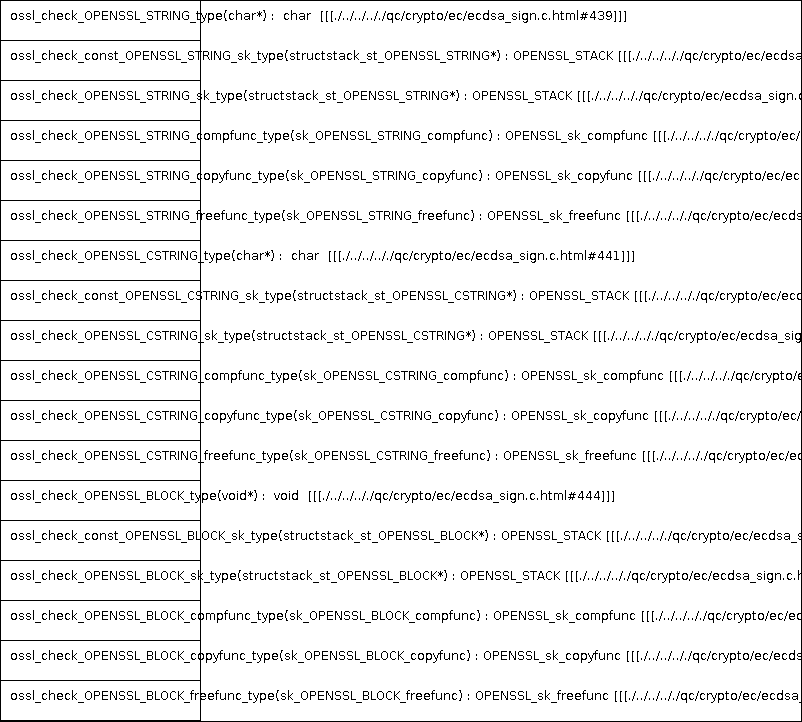 ossl_check_OPENSSL_STRING_type(char*) : char [[[./../../../qc/crypto/ec/ecdsa_sign.c.html#439]]]
ossl_check_const_OPENSSL_STRING_sk_type(structstack_st_OPENSSL_STRING*) : OPENSSL_STACK [[[./../../../qc/crypto/ec/ecdsa
ossl_check_OPENSSL_STRING_sk_type(structstack_st_OPENSSL_STRING*) : OPENSSL_STACK [[[./../../../qc/crypto/ec/ecdsa_sign.c
ossl_check_OPENSSL_STRING_compfunc_type(sk_OPENSSL_STRING_compfunc) : OPENSSL_sk_compfunc [[[./../../../qc/crypto/ec/
ossl_check_OPENSSL_STRING_copyfunc_type(sk_OPENSSL_STRING_copyfunc) : OPENSSL_sk_copyfunc [[[./../../../qc/crypto/ec
ossl_check_OPENSSL_STRING_freefunc_type(sk_OPENSSL_STRING_freefunc) : OPENSSL_sk_freefunc [[[./../../../qc/crypto/ec/ecds
ossl_check_OPENSSL_CSTRING_type(char*) : char [[[./../../../qc/crypto/ec/ecdsa_sign.c.html#441]]]
ossl_check_const_OPENSSL_CSTRING_sk_type(structstack_st_OPENSSL_CSTRING*) : OPENSSL_STACK [[[./../../../qc/crypto/ec/ecd
ossl_check_OPENSSL_CSTRING_sk_type(structstack_st_OPENSSL_CSTRING*) : OPENSSL_STACK [[[./../../../qc/crypto/ec/ecdsa_sig
ossl_check_OPENSSL_CSTRING_compfunc_type(sk_OPENSSL_CSTRING_compfunc) : OPENSSL_sk_compfunc [[[./../../../qc/crypto/e
ossl_check_OPENSSL_CSTRING_copyfunc_type(sk_OPENSSL_CSTRING_copyfunc) : OPENSSL_sk_copyfunc [[[./../../../qc/crypto/ec/
ossl_check_OPENSSL_CSTRING_freefunc_type(sk_OPENSSL_CSTRING_freefunc) : OPENSSL_sk_freefunc [[[./../../../qc/crypto/ec/ec
ossl_check_OPENSSL_BLOCK_type(void*) : void [[[./../../../qc/crypto/ec/ecdsa_sign.c.html#444]]]
ossl_check_const_OPENSSL_BLOCK_sk_type(structstack_st_OPENSSL_BLOCK*) : OPENSSL_STACK [[[./../../../qc/crypto/ec/ecdsa_s
ossl_check_OPENSSL_BLOCK_sk_type(structstack_st_OPENSSL_BLOCK*) : OPENSSL_STACK [[[./../../../qc/crypto/ec/ecdsa_sign.c.h
ossl_check_OPENSSL_BLOCK_compfunc_type(sk_OPENSSL_BLOCK_compfunc) : OPENSSL_sk_compfunc [[[./../../../qc/crypto/ec/ec
ossl_check_OPENSSL_BLOCK_copyfunc_type(sk_OPENSSL_BLOCK_copyfunc) : OPENSSL_sk_copyfunc [[[./../../../qc/crypto/ec/ecds
ossl_check_OPENSSL_BLOCK_freefunc_type(sk_OPENSSL_BLOCK_freefunc) : OPENSSL_sk_freefunc [[[./../../../qc/crypto/ec/ecdsa